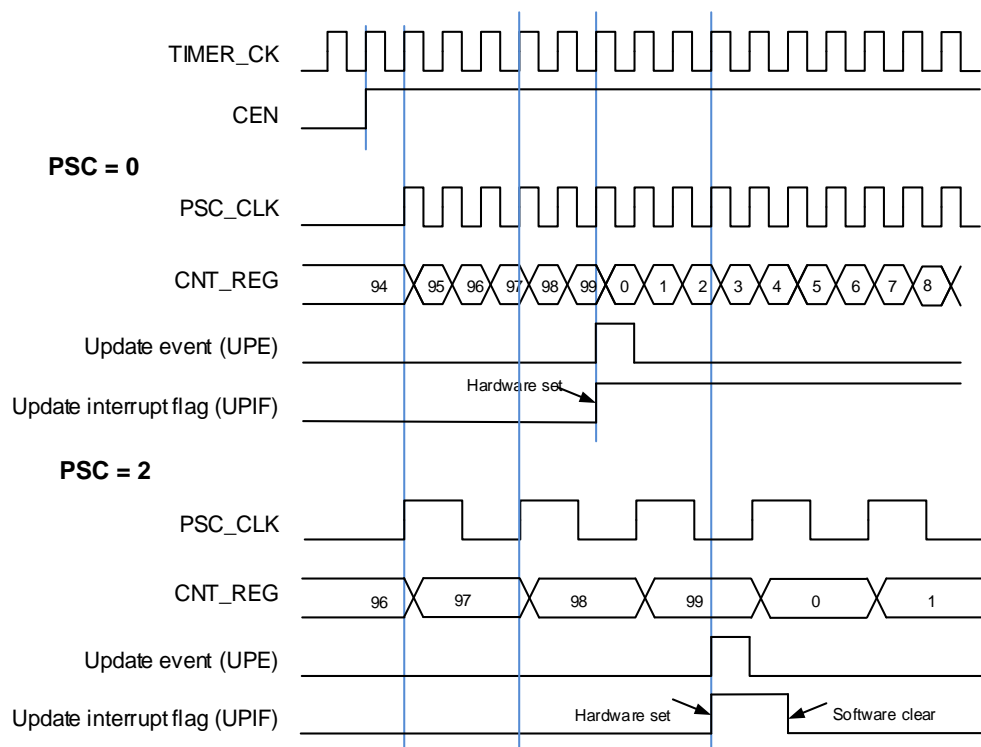 TIMER_CK
CEN
PSC = 0
PSC_CLK
CNT_REG 94 95 96 97 98 99 0 1 2 3 4 5 6 7 8
Update event (UPE)
Hardware set
Update interrupt flag (UPIF)
PSC = 2
PSC_CLK
CNT_REG 96 97 98 99 0 1
Update event (UPE)
Update interrupt flag (UPIF) Hardware set Software clear